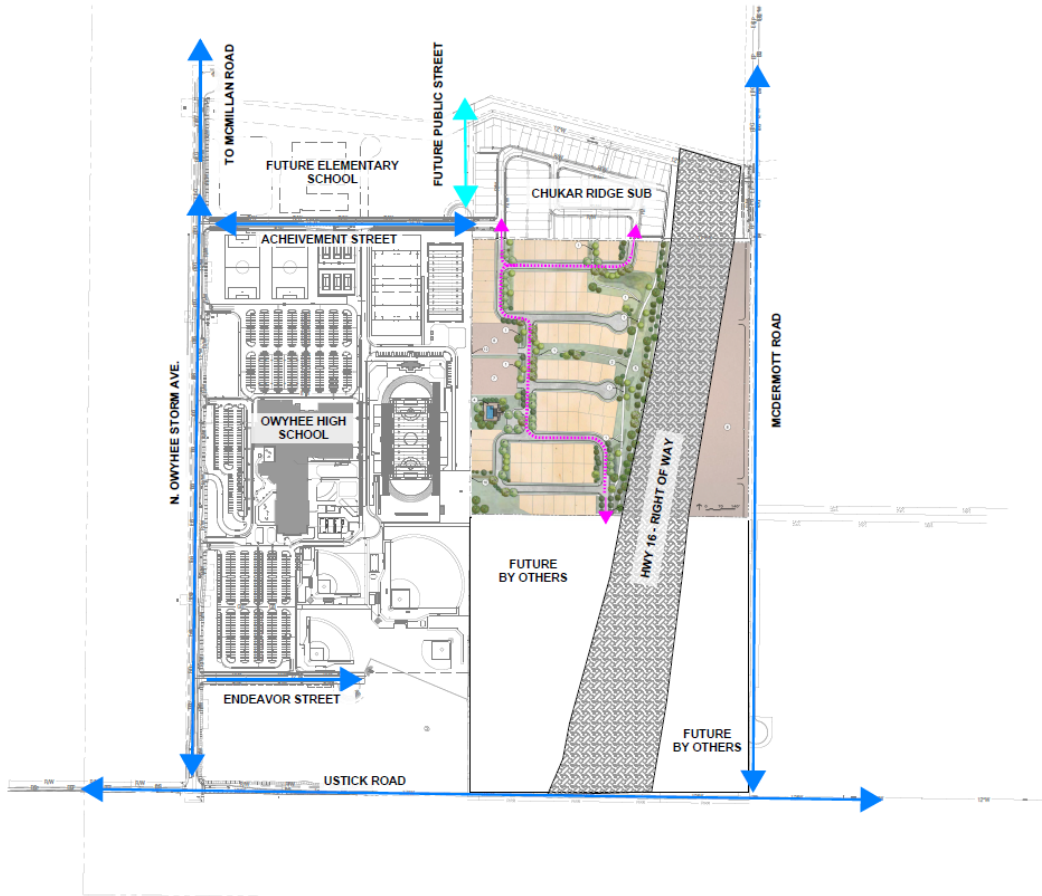 TO MCMILLAN ROAD
FUTURE PUBLIC STREET
FUTURE ELEMENTARY
SCHOOL
CHUKAR RIDGE SUB
ACHEIVEMENT STREET
N. OWYHEE STORM AVE.
OWYHEE HIGH
SCHOOL
MCDERMOTT ROAD
HWY 16 - RIGHT OF WAY
FUTURE
BY OTHERS
ENDEAVOR STREET
FUTURE
BY OTHERS
USTICK ROAD